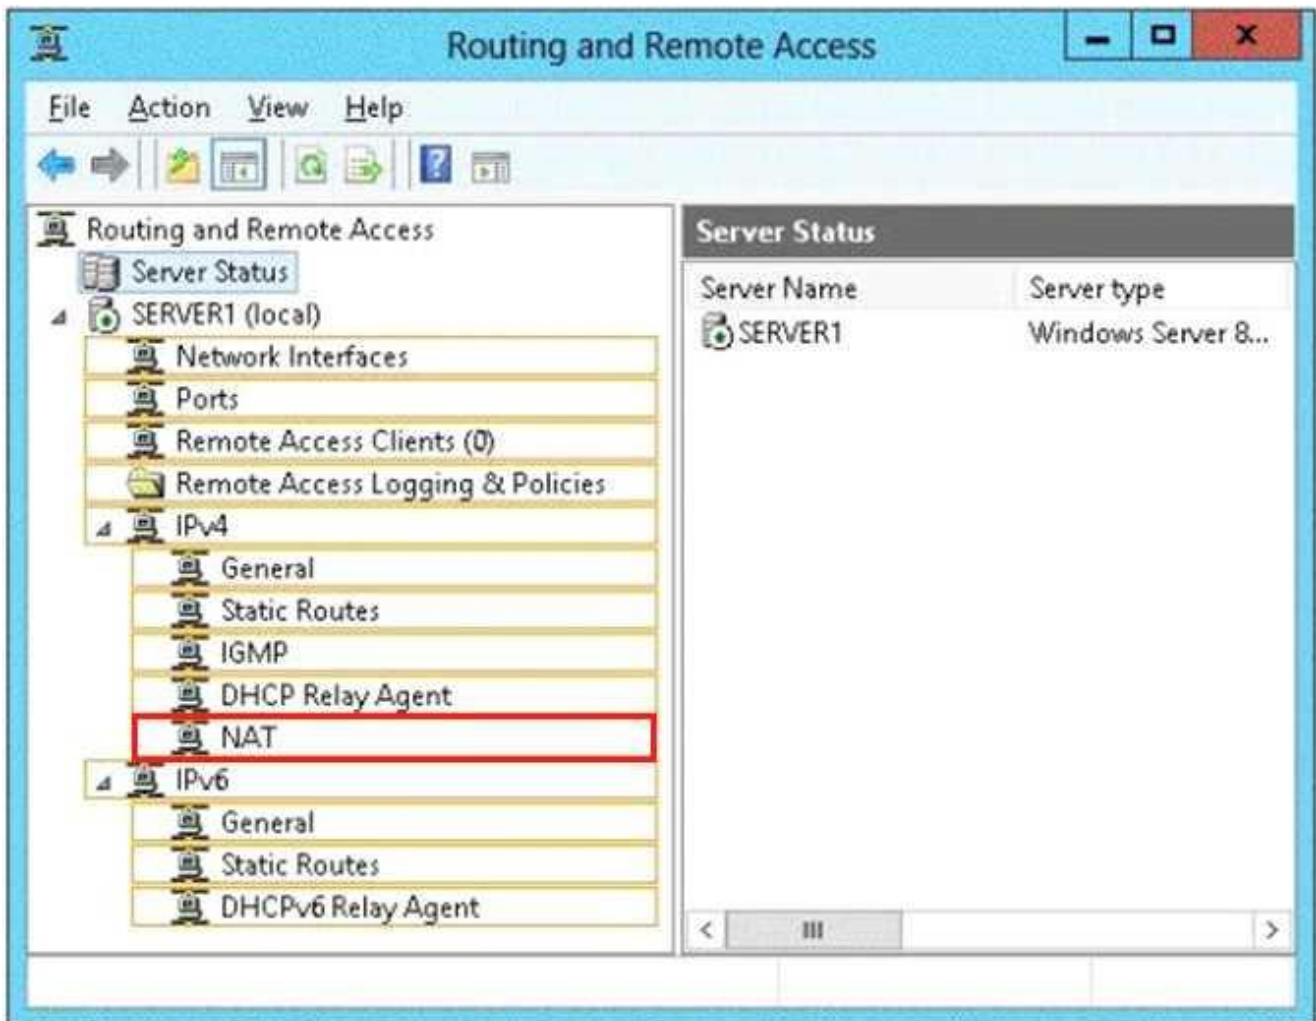 Routing and Remote Access
File Action View Help
Routing and Remote Access
Server Status
SERVER1 (local)
Network Interfaces
Ports
Remote Access Clients (0)
Remote Access Logging & Policies
IPv4
General
Static Routes
IGMP
DHCP Relay Agent
NAT
IPv6
General
Static Routes
DHCPv6 Relay Agent
Server Status
Server Name Server type
SERVER1 Windows Server 8...